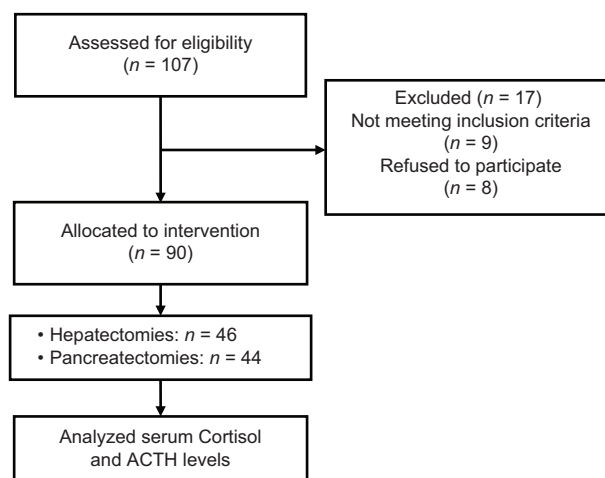 Assessed for eligibility
(n = 107)
Excluded (n = 17)
Not meeting inclusion criteria
(n = 9)
Refused to participate
(n = 8)
Allocated to intervention
(n = 90)
• Hepatectomies: n = 46
• Pancreatectomies: n = 44
Analyzed serum Cortisol
and ACTH levels